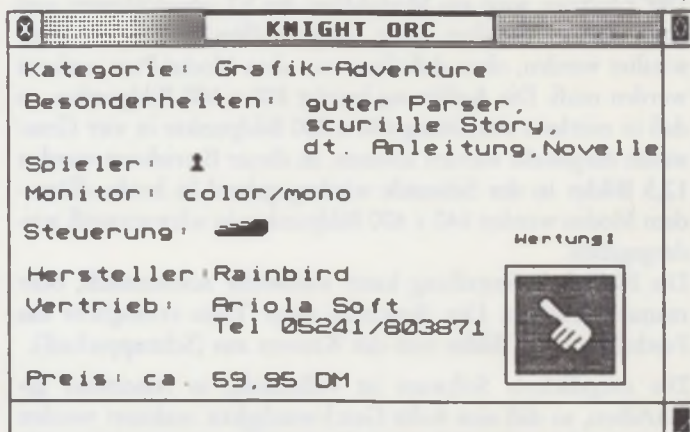 KNIGHT ORC
Kategorie: Grafik-Adventure
Besonderheiten: guter Parser,
scurille Story,
dt. Anleitung, Novelle
Spieler:
Monitor: color/mono
Steuerung:
Wertung:
Hersteller: Rainbird
Vertrieb: Ariola Soft
Tel 05241/803871
Preis: ca. 59.95 DM